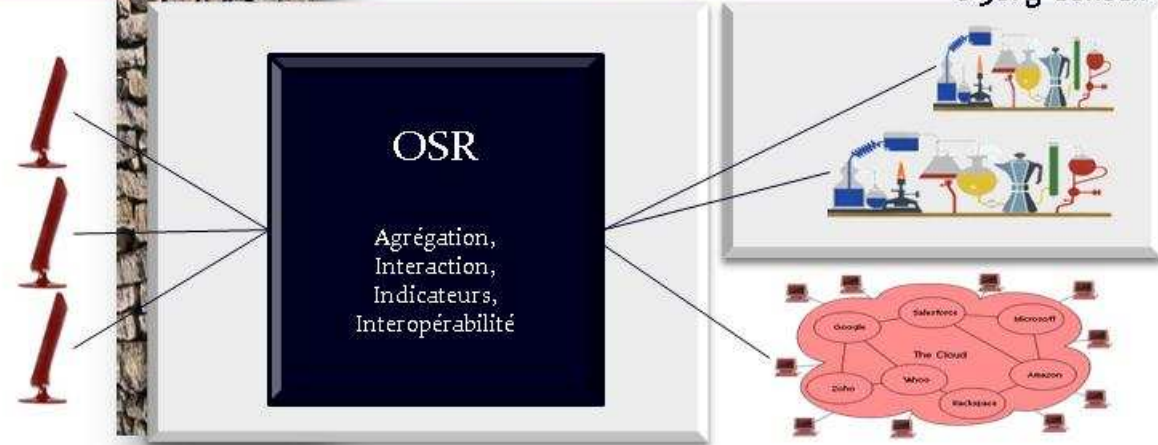 OSR
Agrégation,
Interaction,
Indicateurs,
Interopérabilité
Salesforce
Google
Microsoft
The Cloud
Zoho
Yahoo
Amazon
Rackspace